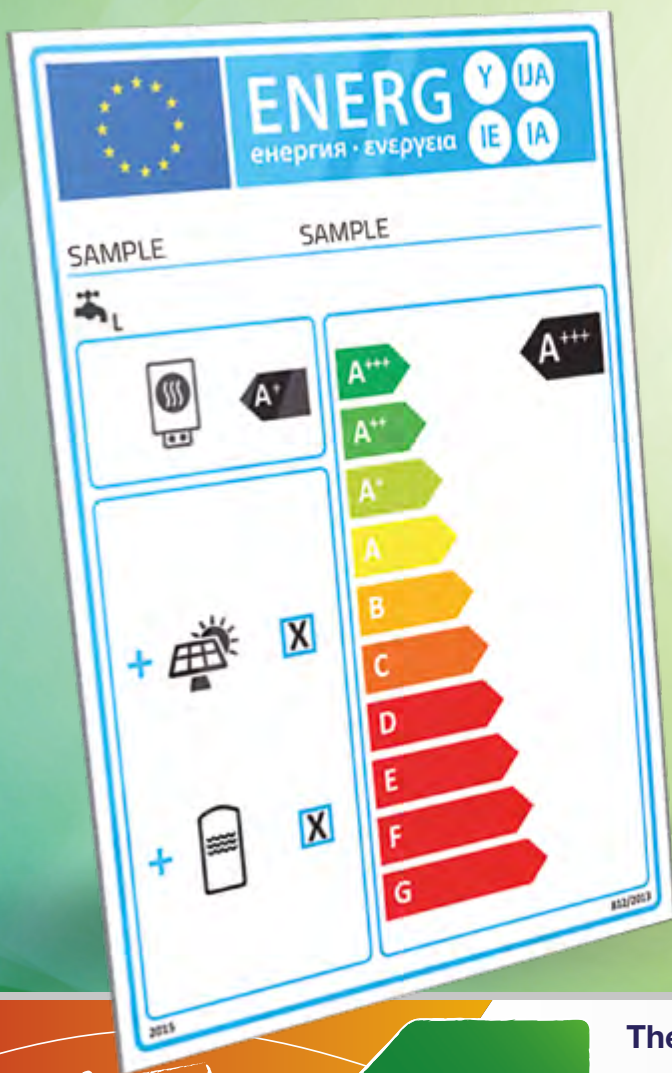 ENERG Y IJA
енергия · ενεργεια IE IA
SAMPLE SAMPLE
L
A+
A+++
A+++
A++
A+
A
B
C
D
E
F
G
X
X
2015
812/2013
The